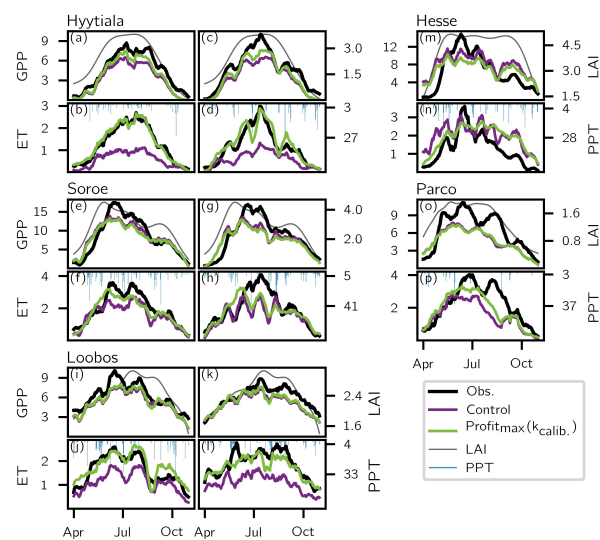 Hyytiala
Hesse
(a)
(c)
(m)
GPP
9
6
3
3.0
1.5
12
8
4
4.5
3.0
1.5
LAI
(b)
(d)
(n)
ET
3
2
1
3
27
3
2
1
4
28
PPT
Soroe
Parco
(e)
(g)
(o)
GPP
15
10
5
4.0
2.0
9
6
3
1.6
0.8
LAI
(f)
(h)
(p)
ET
4
2
5
41
4
2
3
37
PPT
Apr Jul Oct
Loobos
(i)
(k)
GPP
9
6
3
2.4
1.6
LAI
(j)
(l)
ET
2
1
4
33
PPT
Apr Jul Oct
Apr Jul Oct
Obs.
Control
Profitmax(kcalib.)
LAI
PPT